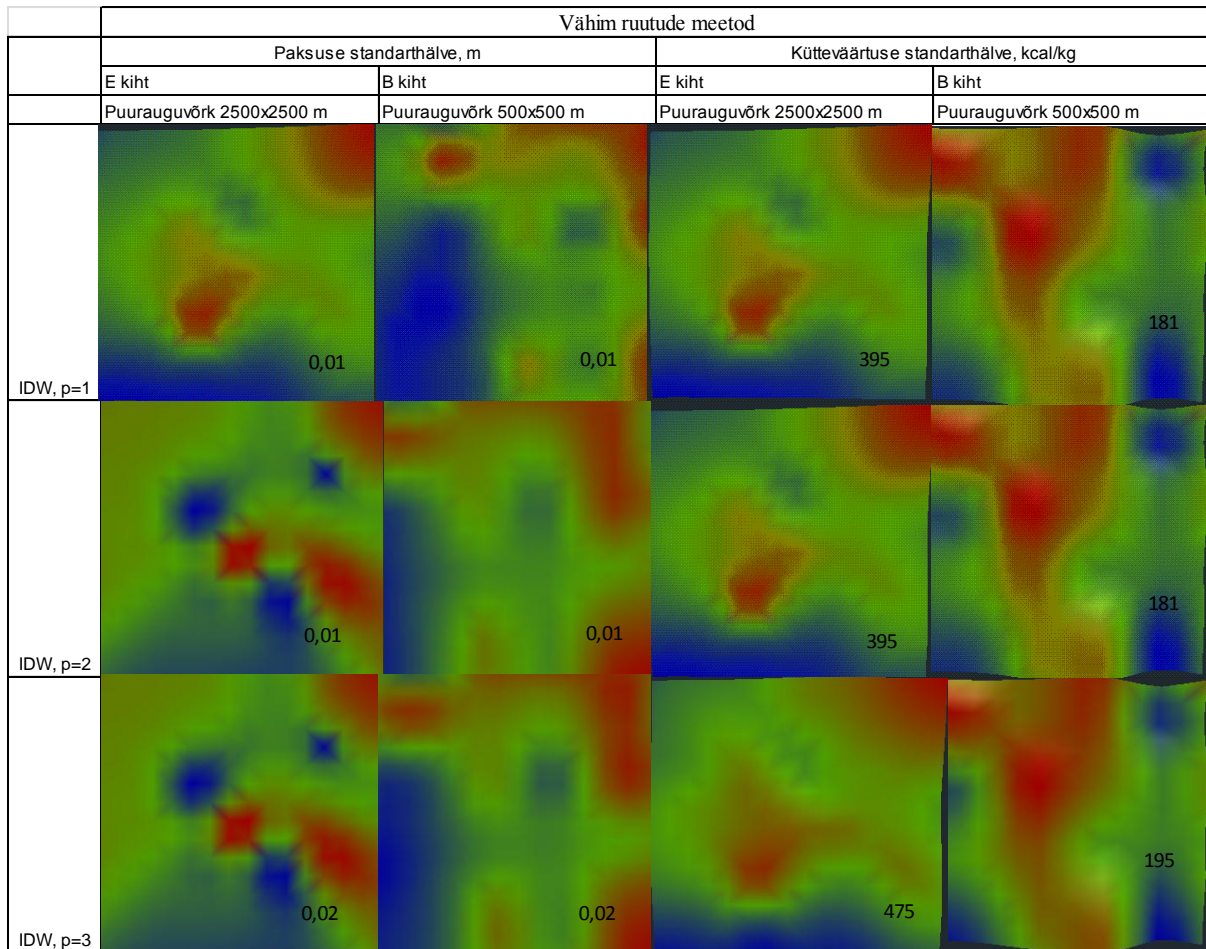 Vähim ruutude meetod
Paksuse standarthälve, m Kütteväärtuse standarthälve, kcal/kg
E kiht B kiht E kiht B kiht
Puurauguvõrk 2500x2500 m Puurauguvõrk 500x500 m Puurauguvõrk 2500x2500 m Puurauguvõrk 500x500 m
IDW, p=1 0,01 0,01 395 181
IDW, p=2 0,01 0,01 395 181
IDW, p=3 0,02 0,02 475 195